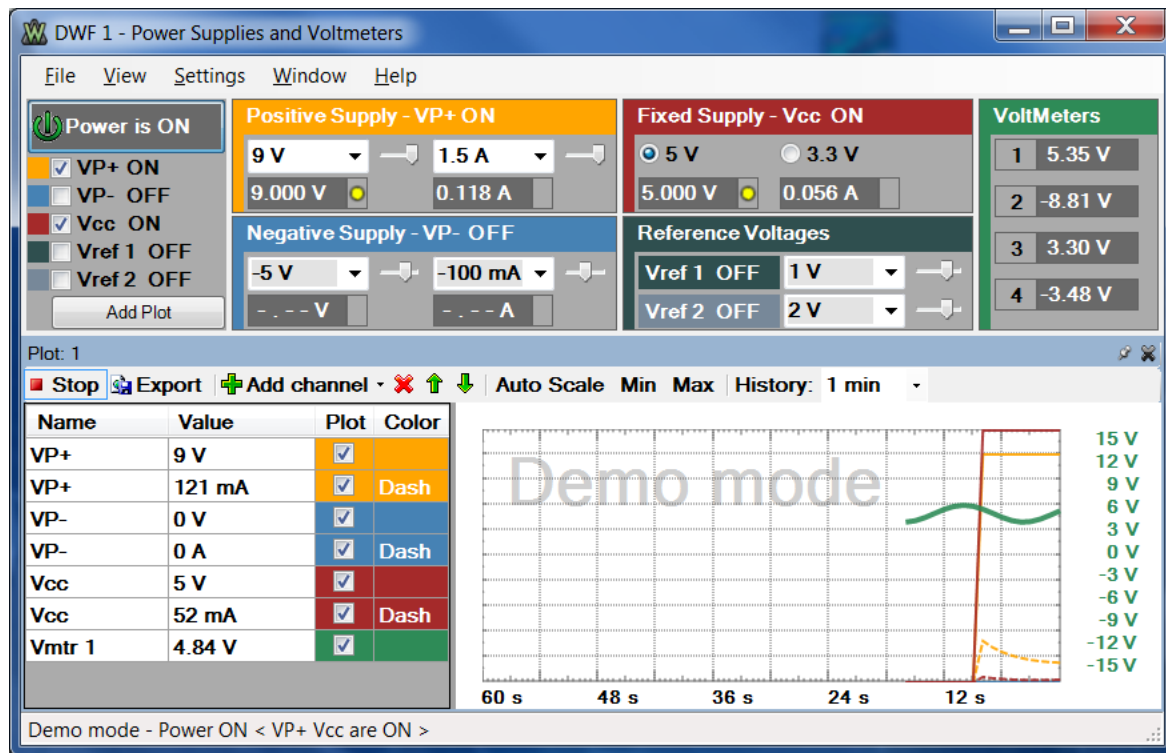 DWF 1 - Power Supplies and Voltmeters
File View Settings Window Help
Power is ON
VP+ ON
VP- OFF
Vcc ON
Vref 1 OFF
Vref 2 OFF
Add Plot
Positive Supply - VP+ ON
9 V 1.5 A
9.000 V 0.118 A
Negative Supply - VP- OFF
-5 V -100 mA
- . - - V - . - - A
Fixed Supply - Vcc ON
5 V 3.3 V
5.000 V 0.056 A
Reference Voltages
Vref 1 OFF 1 V
Vref 2 OFF 2 V
VoltMeters
1 5.35 V
2 -8.81 V
3 3.30 V
4 -3.48 V
Plot: 1
Stop Export Add channel Auto Scale Min Max History: 1 min
Name Value Plot Color
VP+ 9 V
VP+ 121 mA Dash
VP- 0 V
VP- 0 A Dash
Vcc 5 V
Vcc 52 mA Dash
Vmtr 1 4.84 V
Demo mode
15 V
12 V
9 V
6 V
3 V
0 V
-3 V
-6 V
-9 V
-12 V
-15 V
60 s 48 s 36 s 24 s 12 s
Demo mode - Power ON < VP+ Vcc are ON >